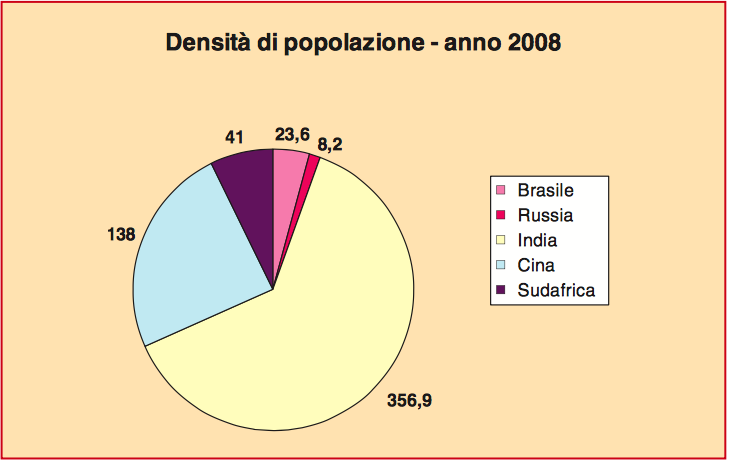 Densità di popolazione - anno 2008
41
23,6
8,2
138
356,9
Brasile
Russia
India
Cina
Sudafrica